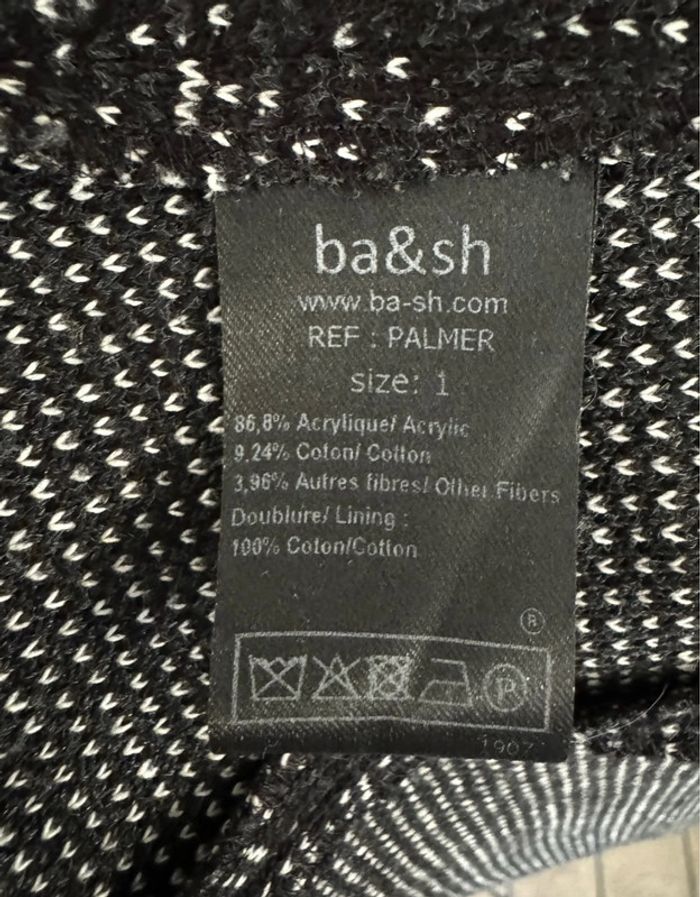 ba&sh
www.ba-sh.com
REF : PALMER
size: 1
86,8% Acrylique/ Acrylic
9,24% Coton/ Cotton
3,96% Autres fibres/ Other Fibers
Doublure/ Lining :
100% Coton/Cotton
®
P
1907